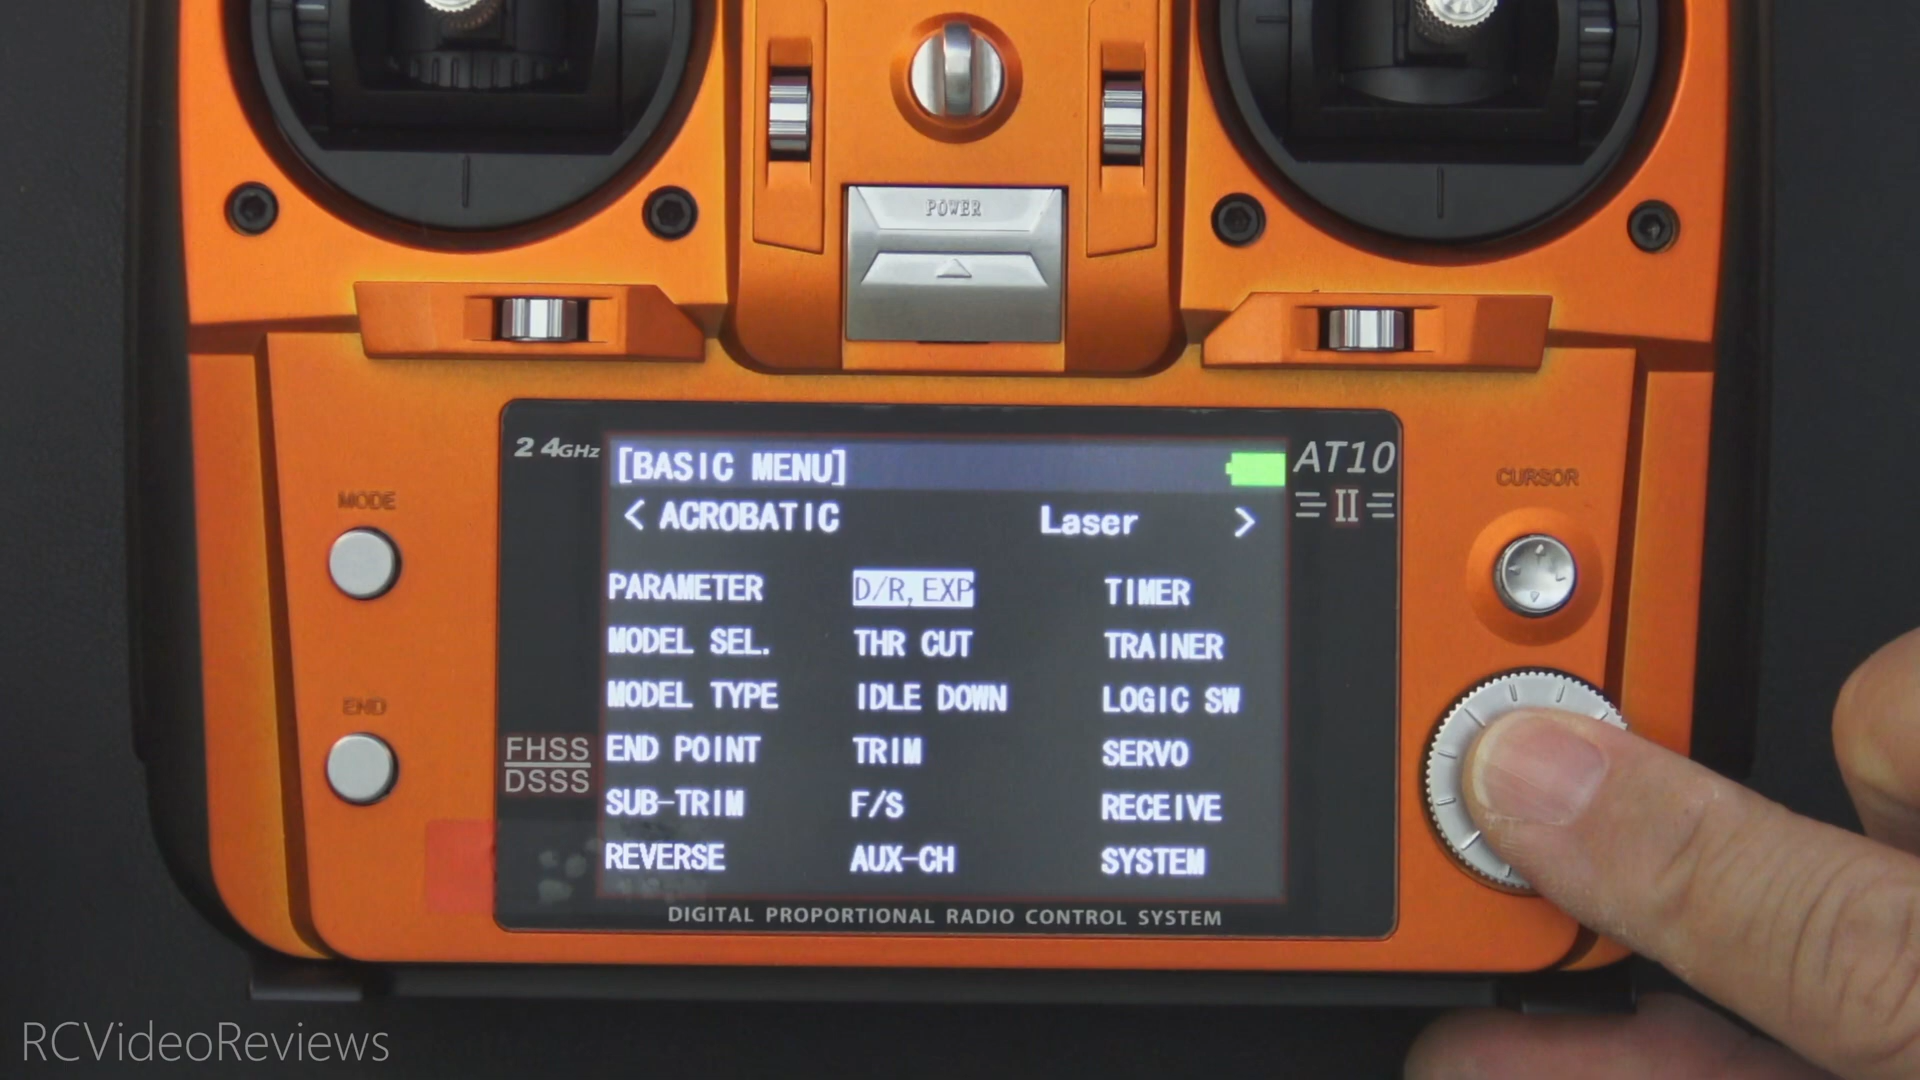 POWER
2.4GHz
AT10
II
CURSOR
MODE
END
[BASIC MENU]
< ACROBATIC Laser >
PARAMETER D/R,EXP TIMER
MODEL SEL. THR CUT TRAINER
MODEL TYPE IDLE DOWN LOGIC SW
END POINT TRIM SERVO
SUB-TRIM F/S RECEIVE
REVERSE AUX-CH SYSTEM
FHSS
DSSS
DIGITAL PROPORTIONAL RADIO CONTROL SYSTEM
RCVideoReviews